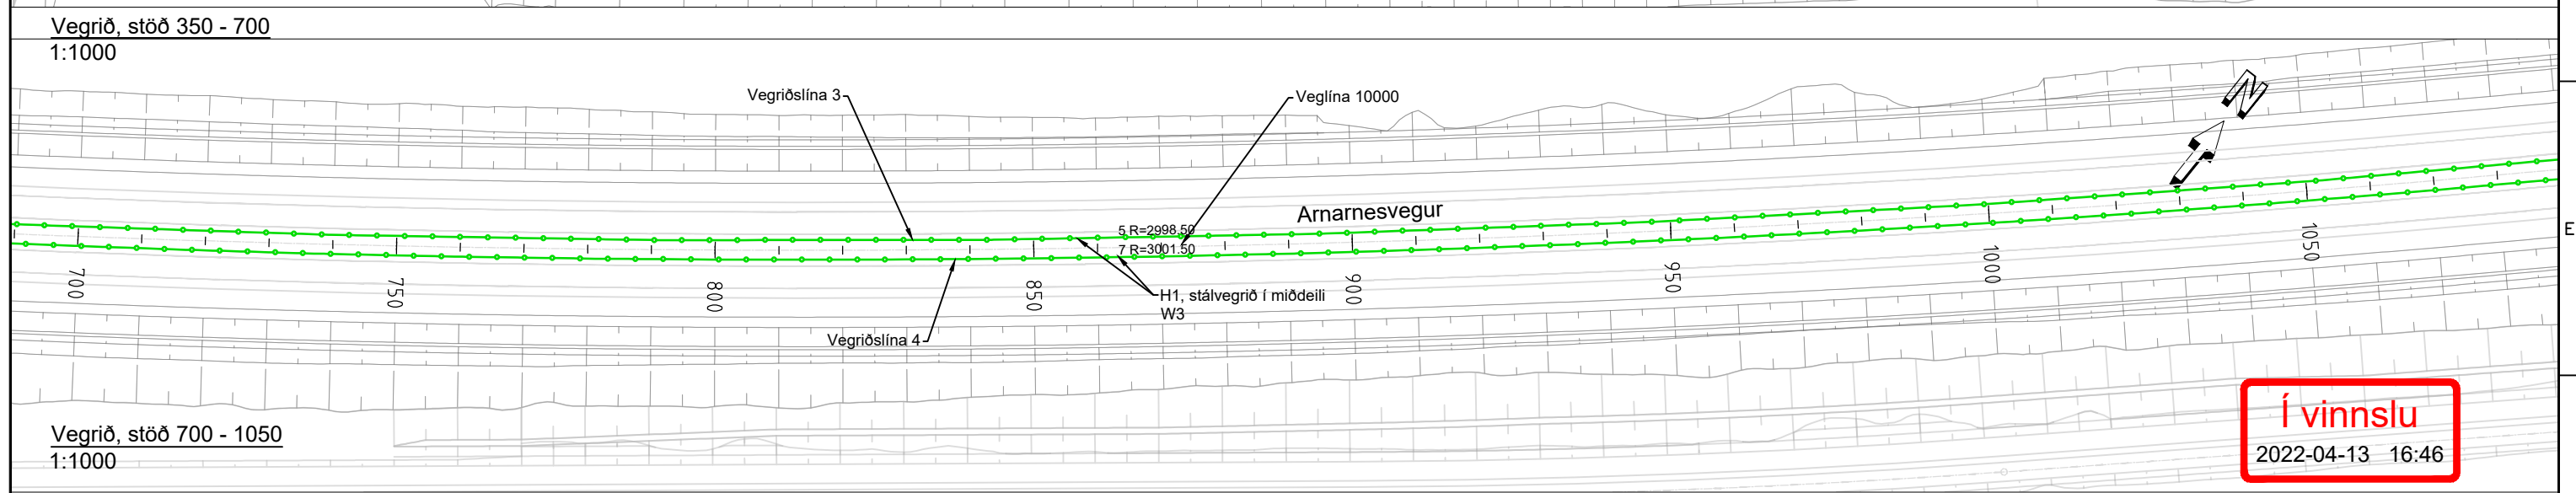 Vegrið, stöð 350 - 700
1:1000
Vegriðslína 3
Veglína 10000
N
Arnarnesvegur
5 R=2998.50
7 R=3001.50
E
700
750
800
850
900
950
1000
1050
H1, stálvegrið í miðdeili
W3
Vegriðslína 4
Vegrið, stöð 700 - 1050
1:1000
Í vinnslu
2022-04-13 16:46